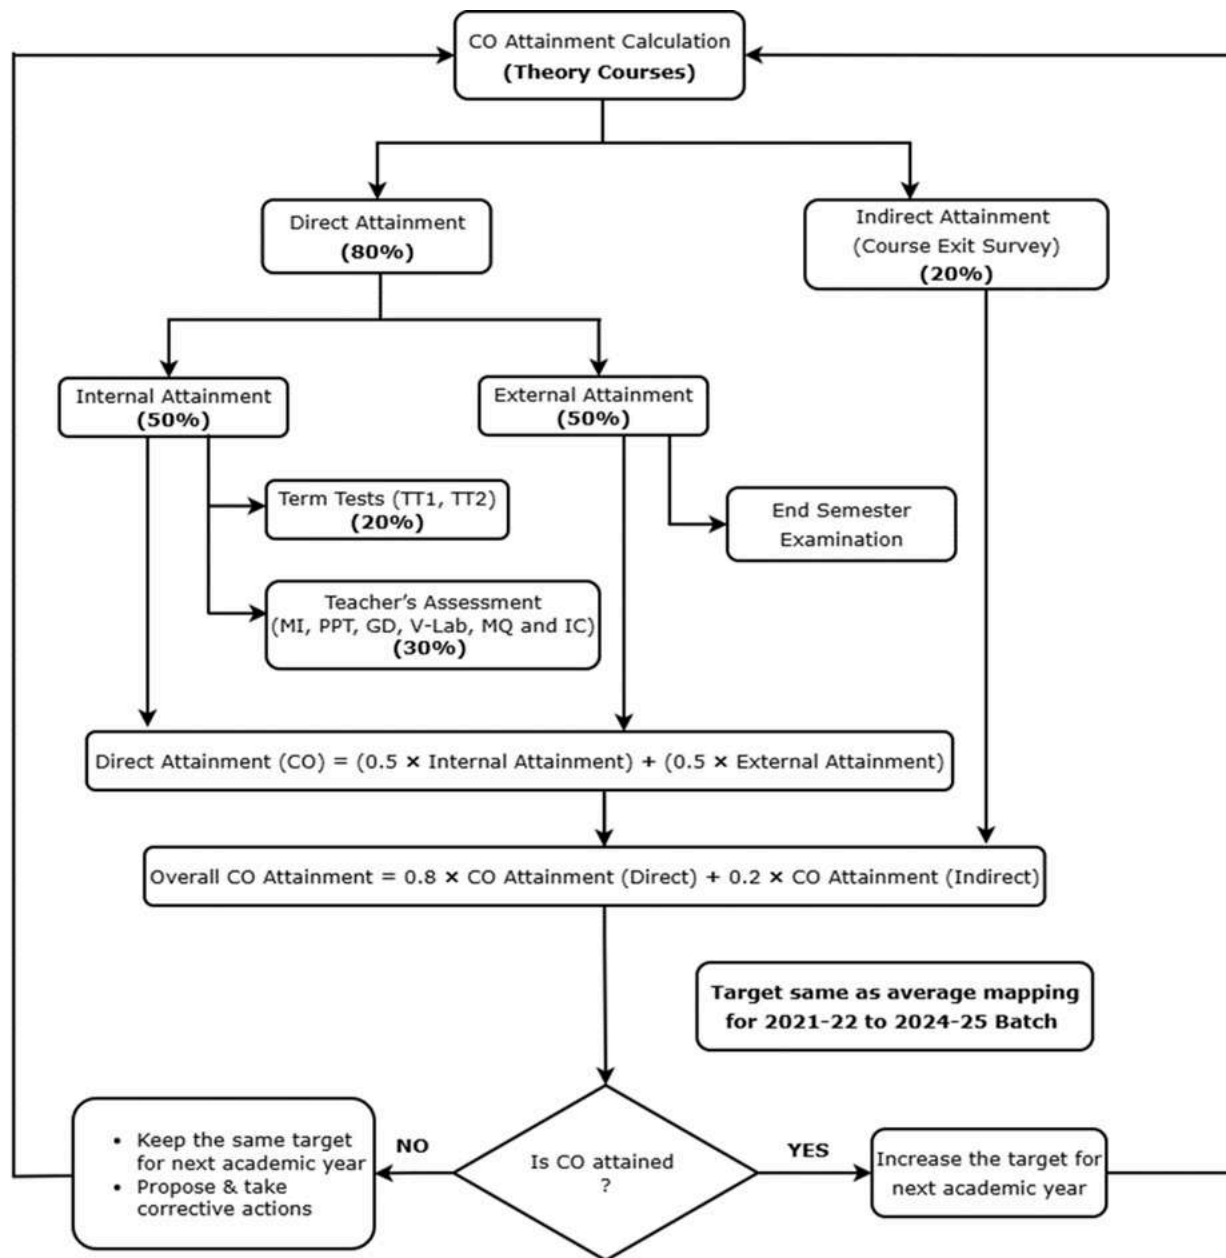 CO Attainment Calculation
(Theory Courses)
Direct Attainment
(80%)
Indirect Attainment
(Course Exit Survey)
(20%)
Internal Attainment
(50%)
External Attainment
(50%)
Term Tests (TT1, TT2)
(20%)
End Semester
Examination
Teacher’s Assessment
(MI, PPT, GD, V-Lab, MQ and IC)
(30%)
Direct Attainment (CO) = (0.5 × Internal Attainment) + (0.5 × External Attainment)
Overall CO Attainment = 0.8 × CO Attainment (Direct) + 0.2 × CO Attainment (Indirect)
Target same as average mapping
for 2021-22 to 2024-25 Batch
• Keep the same target
for next academic year
• Propose & take
corrective actions
NO
Is CO attained
?
YES
Increase the target for
next academic year